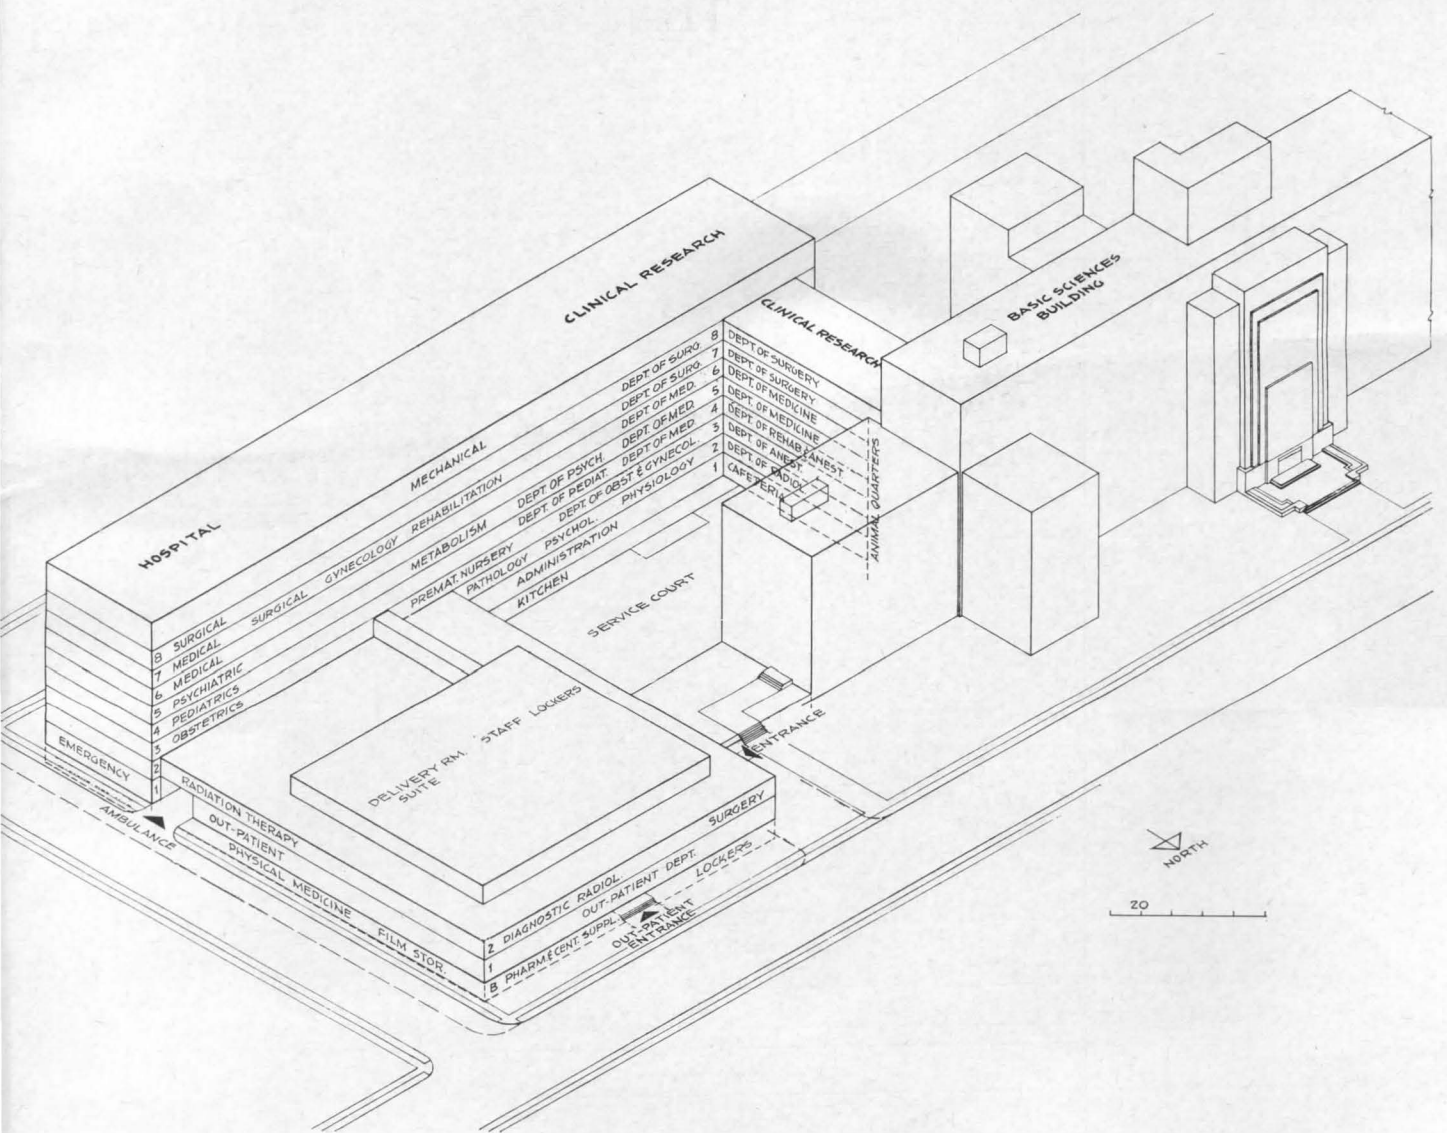 CLINICAL RESEARCH
CLINICAL RESEARCH
BASIC SCIENCES
BUILDING
HOSPITAL
MECHANICAL
8 DEPT OF SURGERY
7 DEPT. OF SURGERY
6 DEPT. OF MEDICINE
5 DEPT. OF MEDICINE
4 DEPT. OF REHAB & ANEST
3 DEPT. OF ANEST.
2 DEPT. OF RADIOL
1 CAFETERIA
ANIMAL QUARTERS
8 SURGICAL SURGICAL GYNECOLOGY REHABILITATION DEPT. OF SURG.
7 MEDICAL DEPT. OF SURG.
6 MEDICAL METABOLISM DEPT. OF PSYCH. DEPT. OF MED.
5 PSYCHIATRIC DEPT. OF PEDIAT. DEPT. OF MED.
4 PEDIATRICS PREMAT. NURSERY DEPT. OF OBST & GYNECOL. DEPT OF MED.
3 OBSTETRICS PATHOLOGY PSYCHOL. PHYSIOLOGY
2 ADMINISTRATION
1 KITCHEN
EMERGENCY
AMBULANCE
SERVICE COURT
DELIVERY RM. STAFF LOCKERS
SUITE
ENTRANCE
RADIATION THERAPY
OUT-PATIENT
PHYSICAL MEDICINE
FILM STOR.
2 DIAGNOSTIC RADIOL. SURGERY
1 OUT-PATIENT DEPT.
B PHARM. & CENT. SUPPL. LOCKERS
OUT-PATIENT
ENTRANCE
NORTH
20